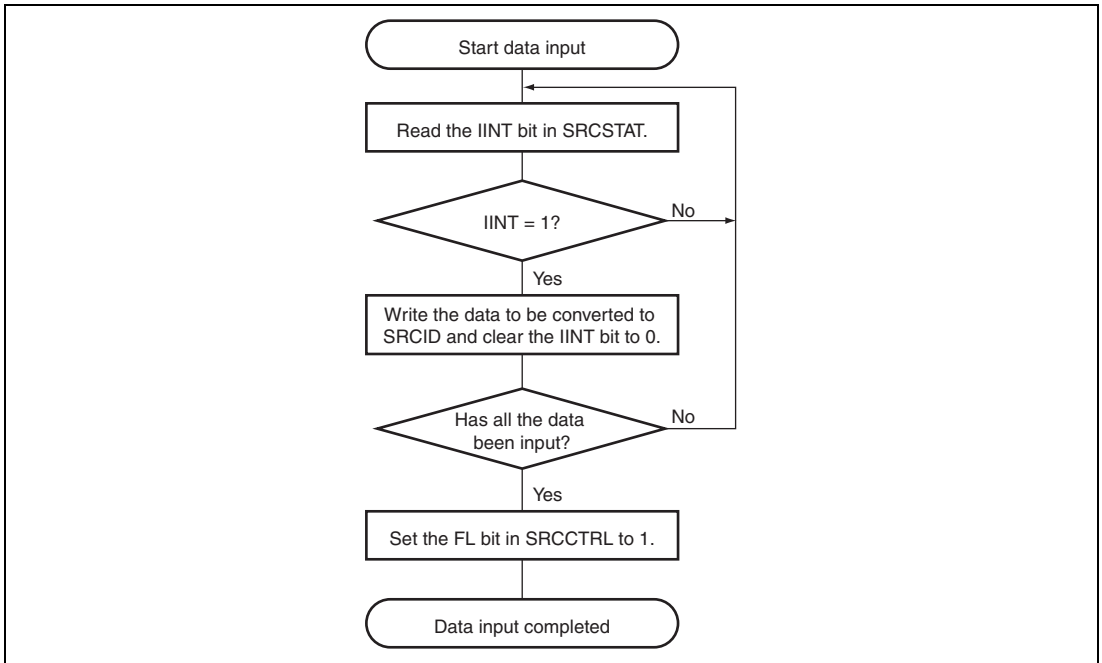 Start data input
Read the IINT bit in SRCSTAT.
IINT = 1?
No
Yes
Write the data to be converted to
SRCID and clear the IINT bit to 0.
Has all the data
been input?
No
Yes
Set the FL bit in SRCCTRL to 1.
Data input completed